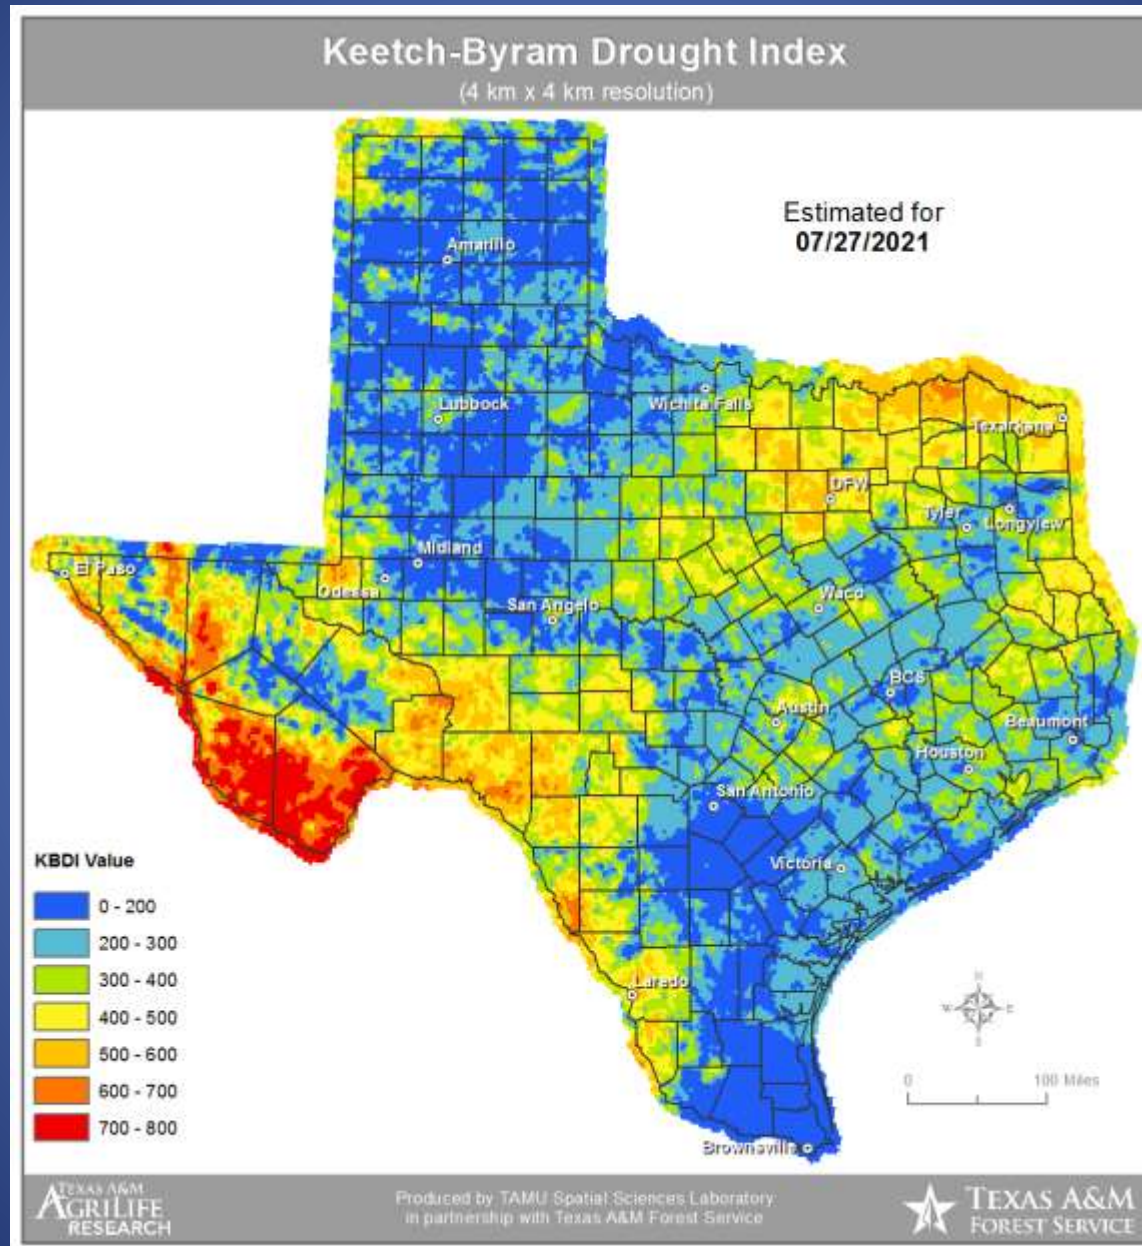 Keetch-Byram Drought Index
(4 km x 4 km resolution)
Estimated for
07/27/2021
Amarillo
Lubbock
Wichita Falls
Texarkana
DFW
Tyler
Longview
Midland
El Paso
Odessa
San Angelo
Waco
BCS
Austin
Beaumont
Houston
San Antonio
Victoria
Laredo
Brownsville
KBDI Value
0 - 200
200 - 300
300 - 400
400 - 500
500 - 600
600 - 700
700 - 800
N
W E
S
0 100 Miles
TEXAS A&M
AGRILIFE
RESEARCH
Produced by TAMU Spatial Sciences Laboratory
in partnership with Texas A&M Forest Service
TEXAS A&M
FOREST SERVICE